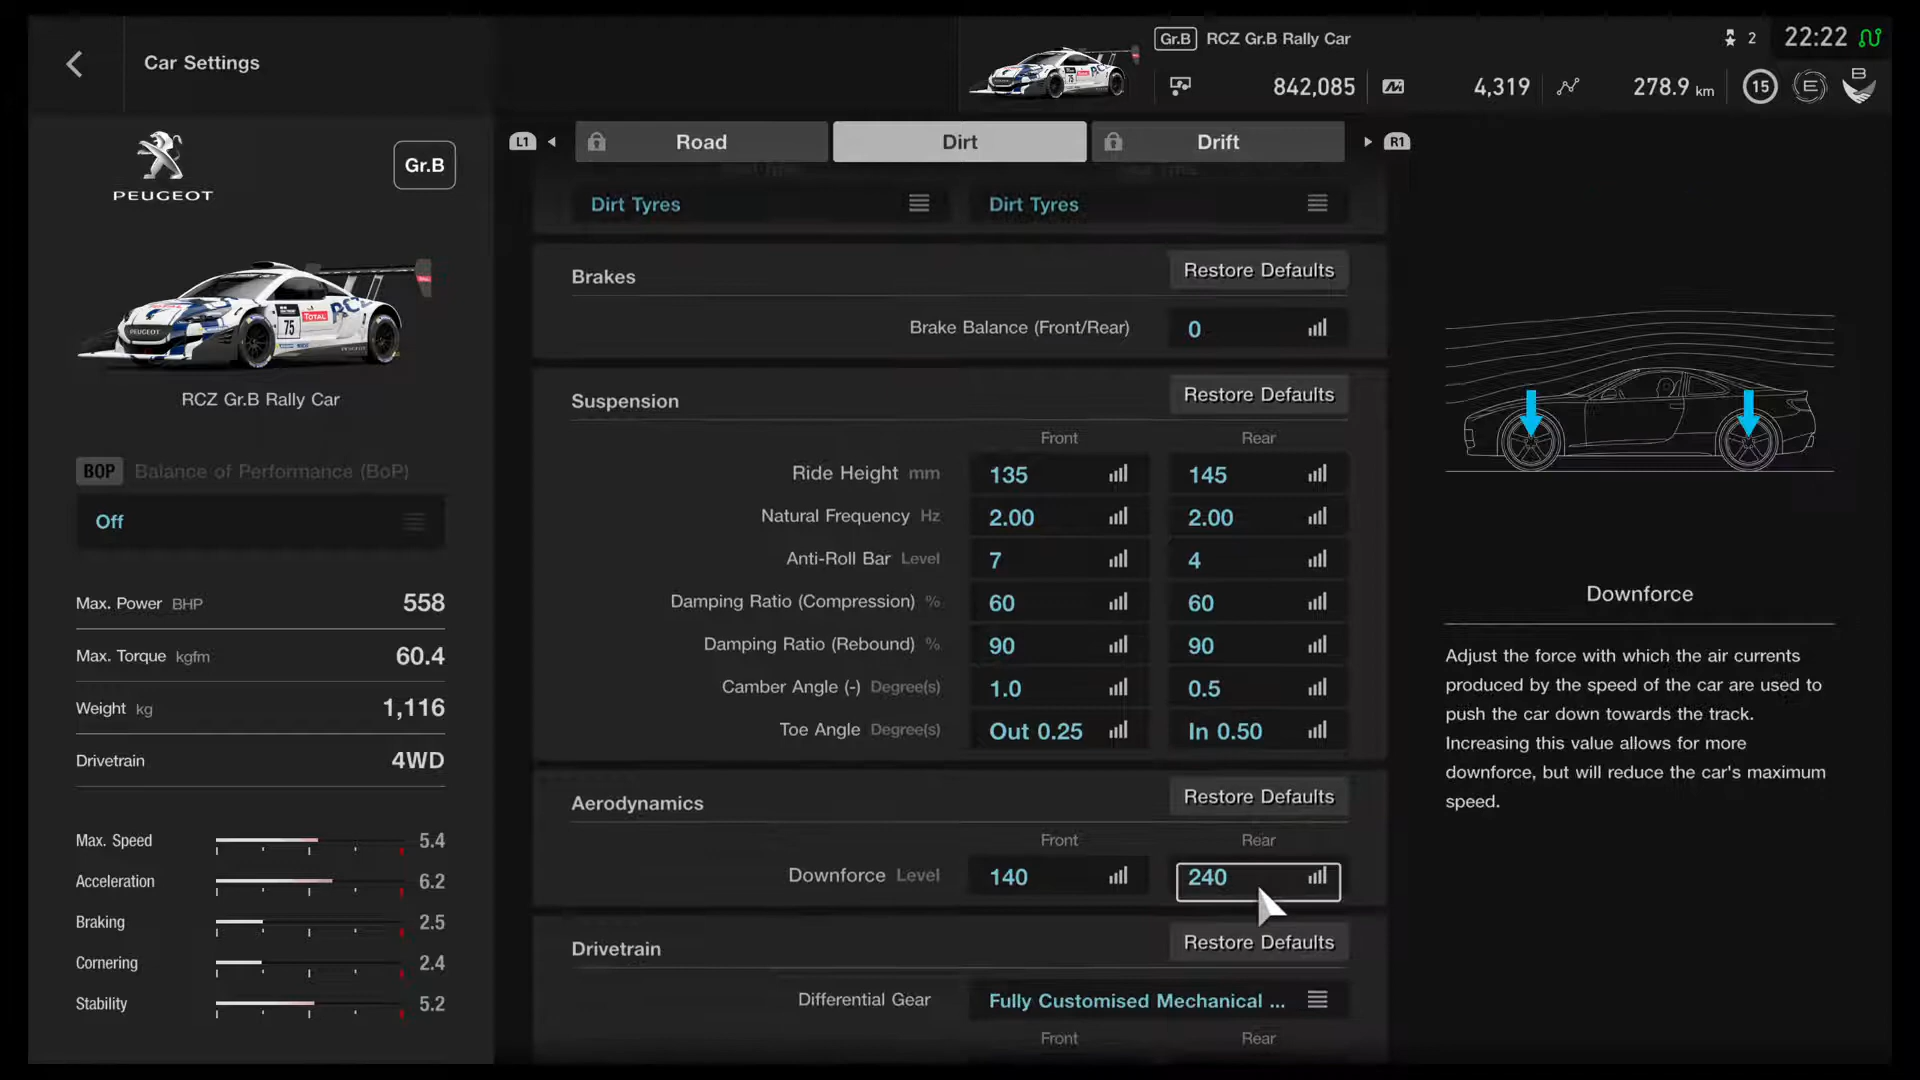 Car Settings
Gr.B RCZ Gr.B Rally Car
2
22:22
842,085
4,319
278.9 km
15
E
B
PEUGEOT
Gr.B
RCZ
75
TOTAL
PEUGEOT
RCZ Gr.B Rally Car
BOP Balance of Performance (BoP)
Off
Max. Power BHP 558
Max. Torque kgfm 60.4
Weight kg 1,116
Drivetrain 4WD
Max. Speed 5.4
Acceleration 6.2
Braking 2.5
Cornering 2.4
Stability 5.2
L1 Road Dirt Drift R1
Dirt Tyres Dirt Tyres
Brakes Restore Defaults
Brake Balance (Front/Rear) 0
Suspension Restore Defaults
Front Rear
Ride Height mm 135 145
Natural Frequency Hz 2.00 2.00
Anti-Roll Bar Level 7 4
Damping Ratio (Compression) % 60 60
Damping Ratio (Rebound) % 90 90
Camber Angle (-) Degree(s) 1.0 0.5
Toe Angle Degree(s) Out 0.25 In 0.50
Aerodynamics Restore Defaults
Front Rear
Downforce Level 140 240
Drivetrain Restore Defaults
Differential Gear Fully Customised Mechanical ...
Front Rear
Downforce
Adjust the force with which the air currents
produced by the speed of the car are used to
push the car down towards the track.
Increasing this value allows for more
downforce, but will reduce the car's maximum
speed.